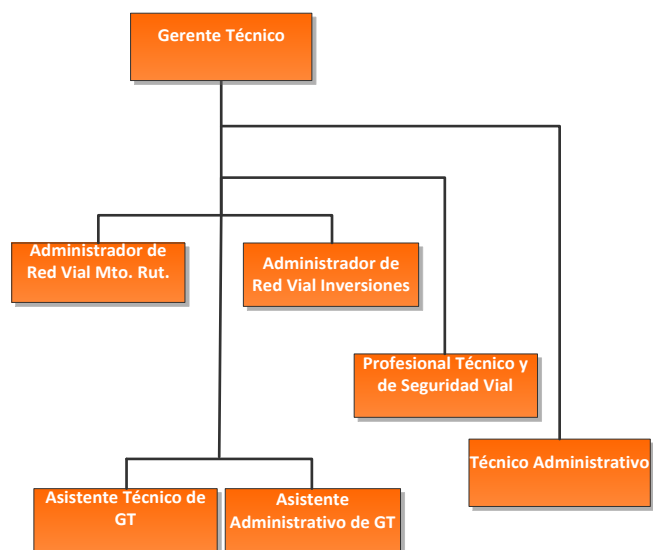 Gerente Técnico
Administrador de
Red Vial Mto. Rut.
Administrador de
Red Vial Inversiones
Profesional Técnico y
de Seguridad Vial
Técnico Administrativo
Asistente Técnico de
GT
Asistente
Administrativo de GT